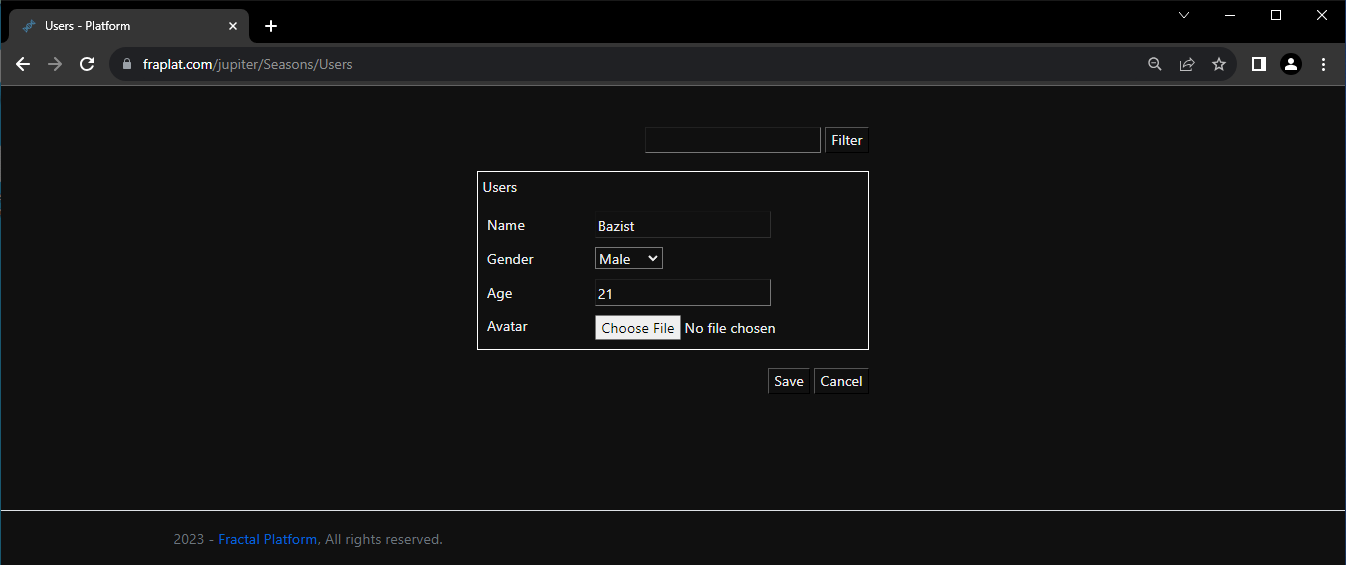 Users - Platform
fraplat.com/jupiter/Seasons/Users
Filter
Users
Name Bazist
Gender Male
Age 21
Avatar Choose File No file chosen
Save Cancel
2023 - Fractal Platform, All rights reserved.